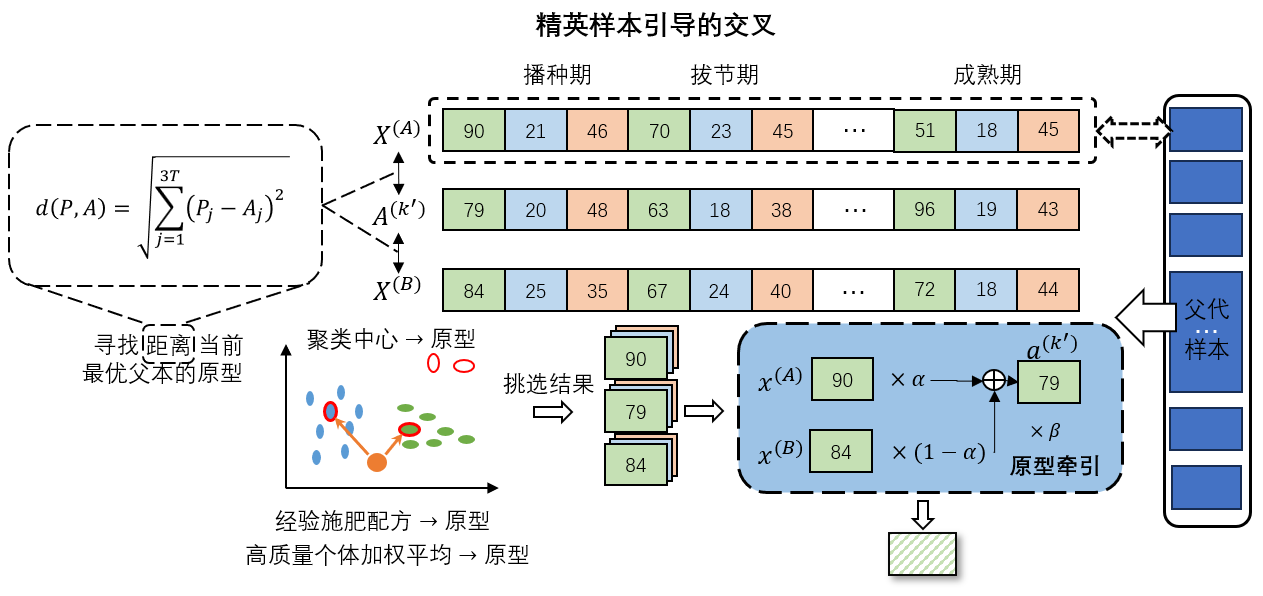 精英样本引导的交叉
播种期 拔节期 成熟期
X^(A) 90 21 46 70 23 45 … 51 18 45
d(P,A) = √(∑_{j=1}^{3T} (P_j − A_j)^2)
A^(k′) 79 20 48 63 18 38 … 96 19 43
X^(B) 84 25 35 67 24 40 … 72 18 44
父代
…
样本
寻找 距离 当前
最优父本的原型
聚类中心 → 原型
挑选结果
90
79
84
x^(A) 90 × α
a^(k′)
79
× β
x^(B) 84 × (1 − α)
原型牵引
经验施肥配方 → 原型
高质量个体加权平均 → 原型